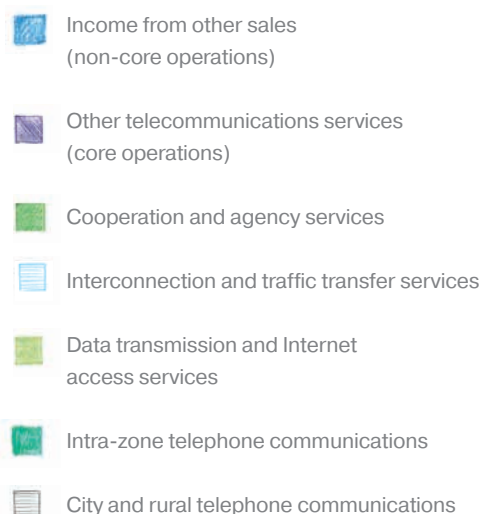 Income from other sales
(non-core operations)
Other telecommunications services
(core operations)
Cooperation and agency services
Interconnection and traffic transfer services
Data transmission and Internet
access services
Intra-zone telephone communications
City and rural telephone communications